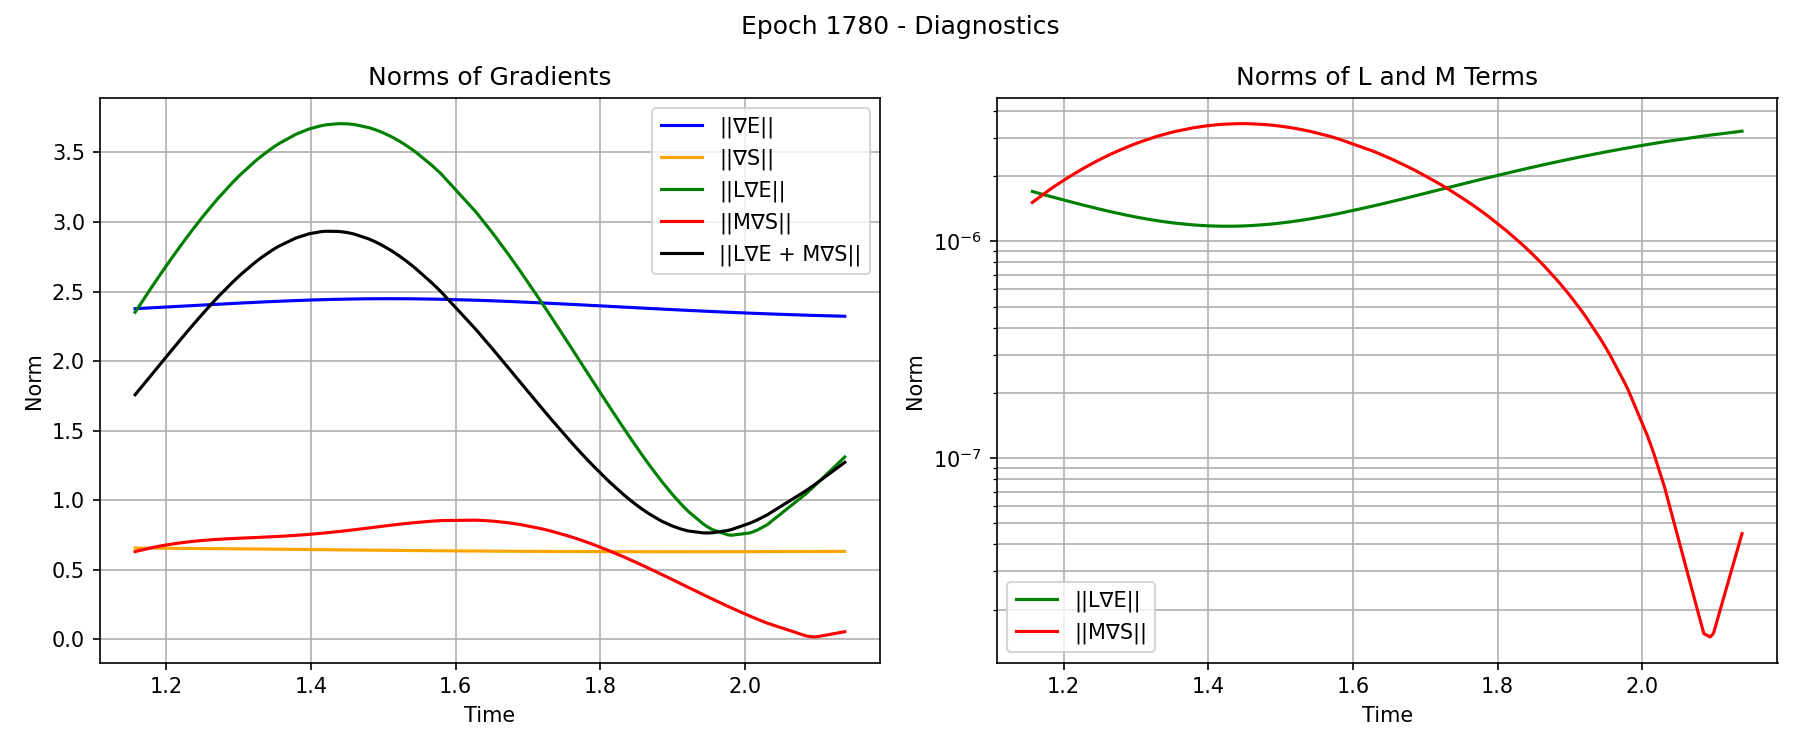 Epoch 1780 - Diagnostics
Norms of Gradients
Norm
3.5
3.0
2.5
2.0
1.5
1.0
0.5
0.0
||∇E||
||∇S||
||L∇E||
||M∇S||
||L∇E + M∇S||
1.2 1.4 1.6 1.8 2.0
Time
Norms of L and M Terms
Norm
10⁻⁶
10⁻⁷
||L∇E||
||M∇S||
1.2 1.4 1.6 1.8 2.0
Time